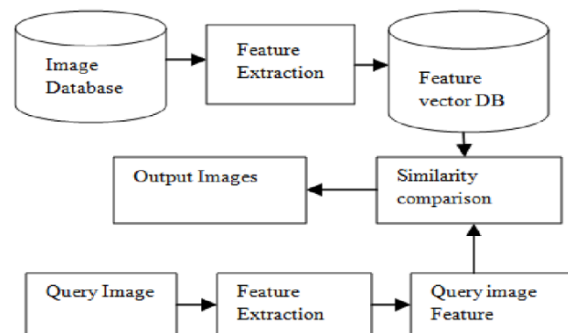 Image
Database
Feature
Extraction
Feature
vector DB
Output Images
Similarity
comparison
Query Image
Feature
Extraction
Query image
Feature